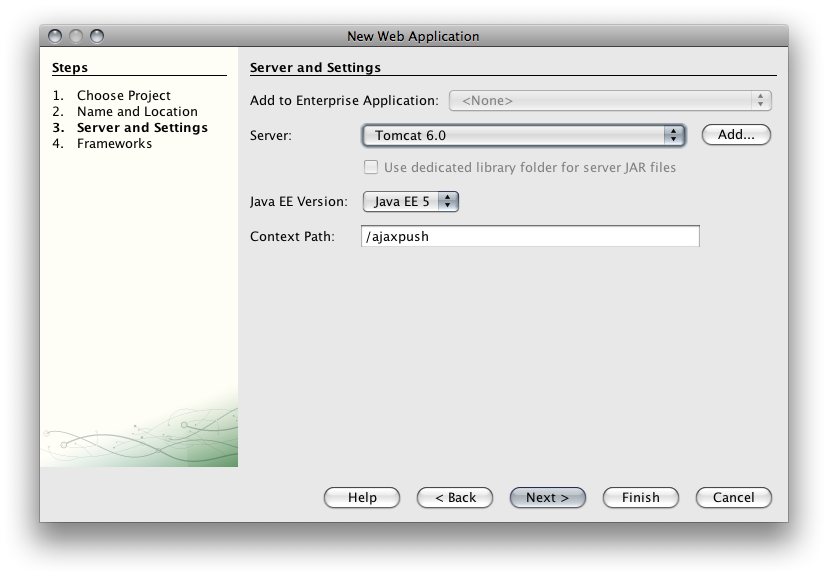 New Web Application
Steps
1. Choose Project
2. Name and Location
3. Server and Settings
4. Frameworks
Server and Settings
Add to Enterprise Application: <None>
Server: Tomcat 6.0 Add...
Use dedicated library folder for server JAR files
Java EE Version: Java EE 5
Context Path: /ajaxpush
Help < Back Next > Finish Cancel